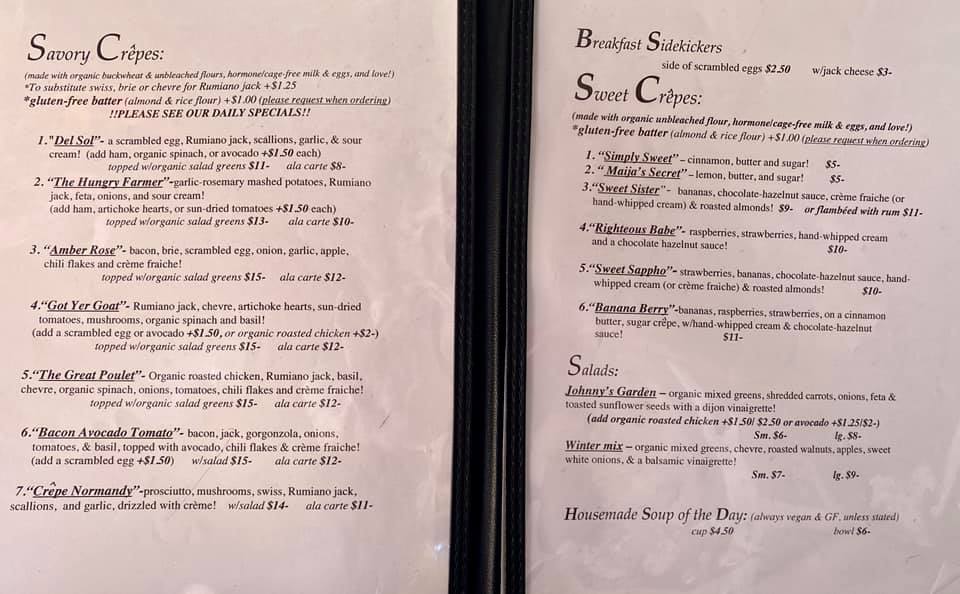 Savory Crêpes:
(made with organic buckwheat & unbleached flours, hormone/cage-free milk & eggs, and love!)
*To substitute swiss, brie or chevre for Rumiano jack +$1.25
*gluten-free batter (almond & rice flour) +$1.00 (please request when ordering)
!!PLEASE SEE OUR DAILY SPECIALS!!
1."Del Sol"- a scrambled egg, Rumiano jack, scallions, garlic, & sour
cream! (add ham, organic spinach, or avocado +$1.50 each)
topped w/organic salad greens $11- ala carte $8-
2. "The Hungry Farmer"-garlic-rosemary mashed potatoes, Rumiano
jack, feta, onions, and sour cream!
(add ham, artichoke hearts, or sun-dried tomatoes +$1.50 each)
topped w/organic salad greens $13- ala carte $10-
3. "Amber Rose"- bacon, brie, scrambled egg, onion, garlic, apple,
chili flakes and crème fraiche!
topped w/organic salad greens $15- ala carte $12-
4."Got Yer Goat"- Rumiano jack, chevre, artichoke hearts, sun-dried
tomatoes, mushrooms, organic spinach and basil!
(add a scrambled egg or avocado +$1.50, or organic roasted chicken +$2-)
topped w/organic salad greens $15- ala carte $12-
5."The Great Poulet"- Organic roasted chicken, Rumiano jack, basil,
chevre, organic spinach, onions, tomatoes, chili flakes and crème fraiche!
topped w/organic salad greens $15- ala carte $12-
6."Bacon Avocado Tomato"- bacon, jack, gorgonzola, onions,
tomatoes, & basil, topped with avocado, chili flakes & crème fraiche!
(add a scrambled egg +$1.50) w/salad $15- ala carte $12-
7."Crêpe Normandy"-prosciutto, mushrooms, swiss, Rumiano jack,
scallions, and garlic, drizzled with crème! w/salad $14- ala carte $11-
Breakfast Sidekickers
side of scrambled eggs $2.50 w/jack cheese $3-
Sweet Crêpes:
(made with organic unbleached flour, hormone/cage-free milk & eggs, and love!)
*gluten-free batter (almond & rice flour) +$1.00 (please request when ordering)
1. "Simply Sweet" – cinnamon, butter and sugar! $5-
2. "Maija's Secret" – lemon, butter, and sugar! $5-
3."Sweet Sister"- bananas, chocolate-hazelnut sauce, crème fraiche (or
hand-whipped cream) & roasted almonds! $9- or flambéed with rum $11-
4."Righteous Babe"- raspberries, strawberries, hand-whipped cream
and a chocolate hazelnut sauce! $10-
5."Sweet Sappho"- strawberries, bananas, chocolate-hazelnut sauce, hand-
whipped cream (or crème fraiche) & roasted almonds! $10-
6."Banana Berry"-bananas, raspberries, strawberries, on a cinnamon
butter, sugar crêpe, w/hand-whipped cream & chocolate-hazelnut
sauce! $11-
Salads:
Johnny's Garden – organic mixed greens, shredded carrots, onions, feta &
toasted sunflower seeds with a dijon vinaigrette!
(add organic roasted chicken +$1.50/ $2.50 or avocado +$1.25/$2-)
Sm. $6- lg. $8-
Winter mix – organic mixed greens, chevre, roasted walnuts, apples, sweet
white onions, & a balsamic vinaigrette!
Sm. $7- lg. $9-
Housemade Soup of the Day: (always vegan & GF, unless stated)
cup $4.50 bowl $6-